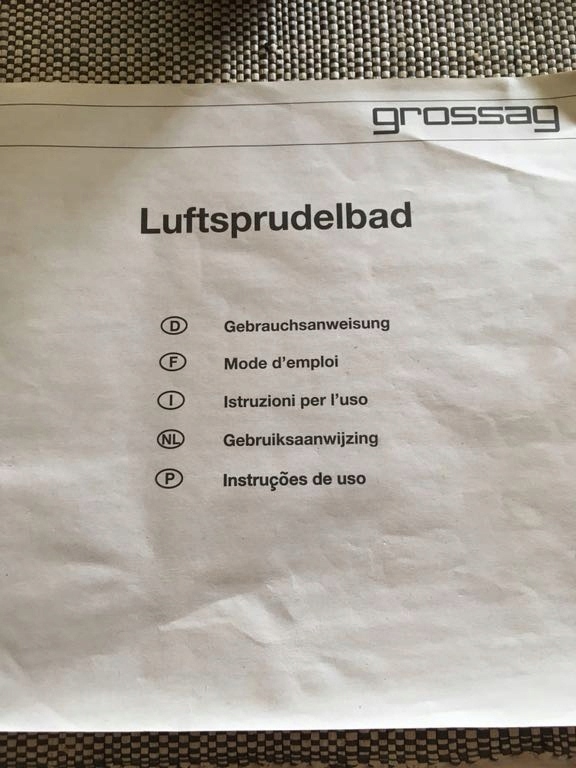 grossag
Luftsprudelbad
D Gebrauchsanweisung
F Mode d'emploi
I Istruzioni per l'uso
NL Gebruiksaanwijzing
P Instruções de uso